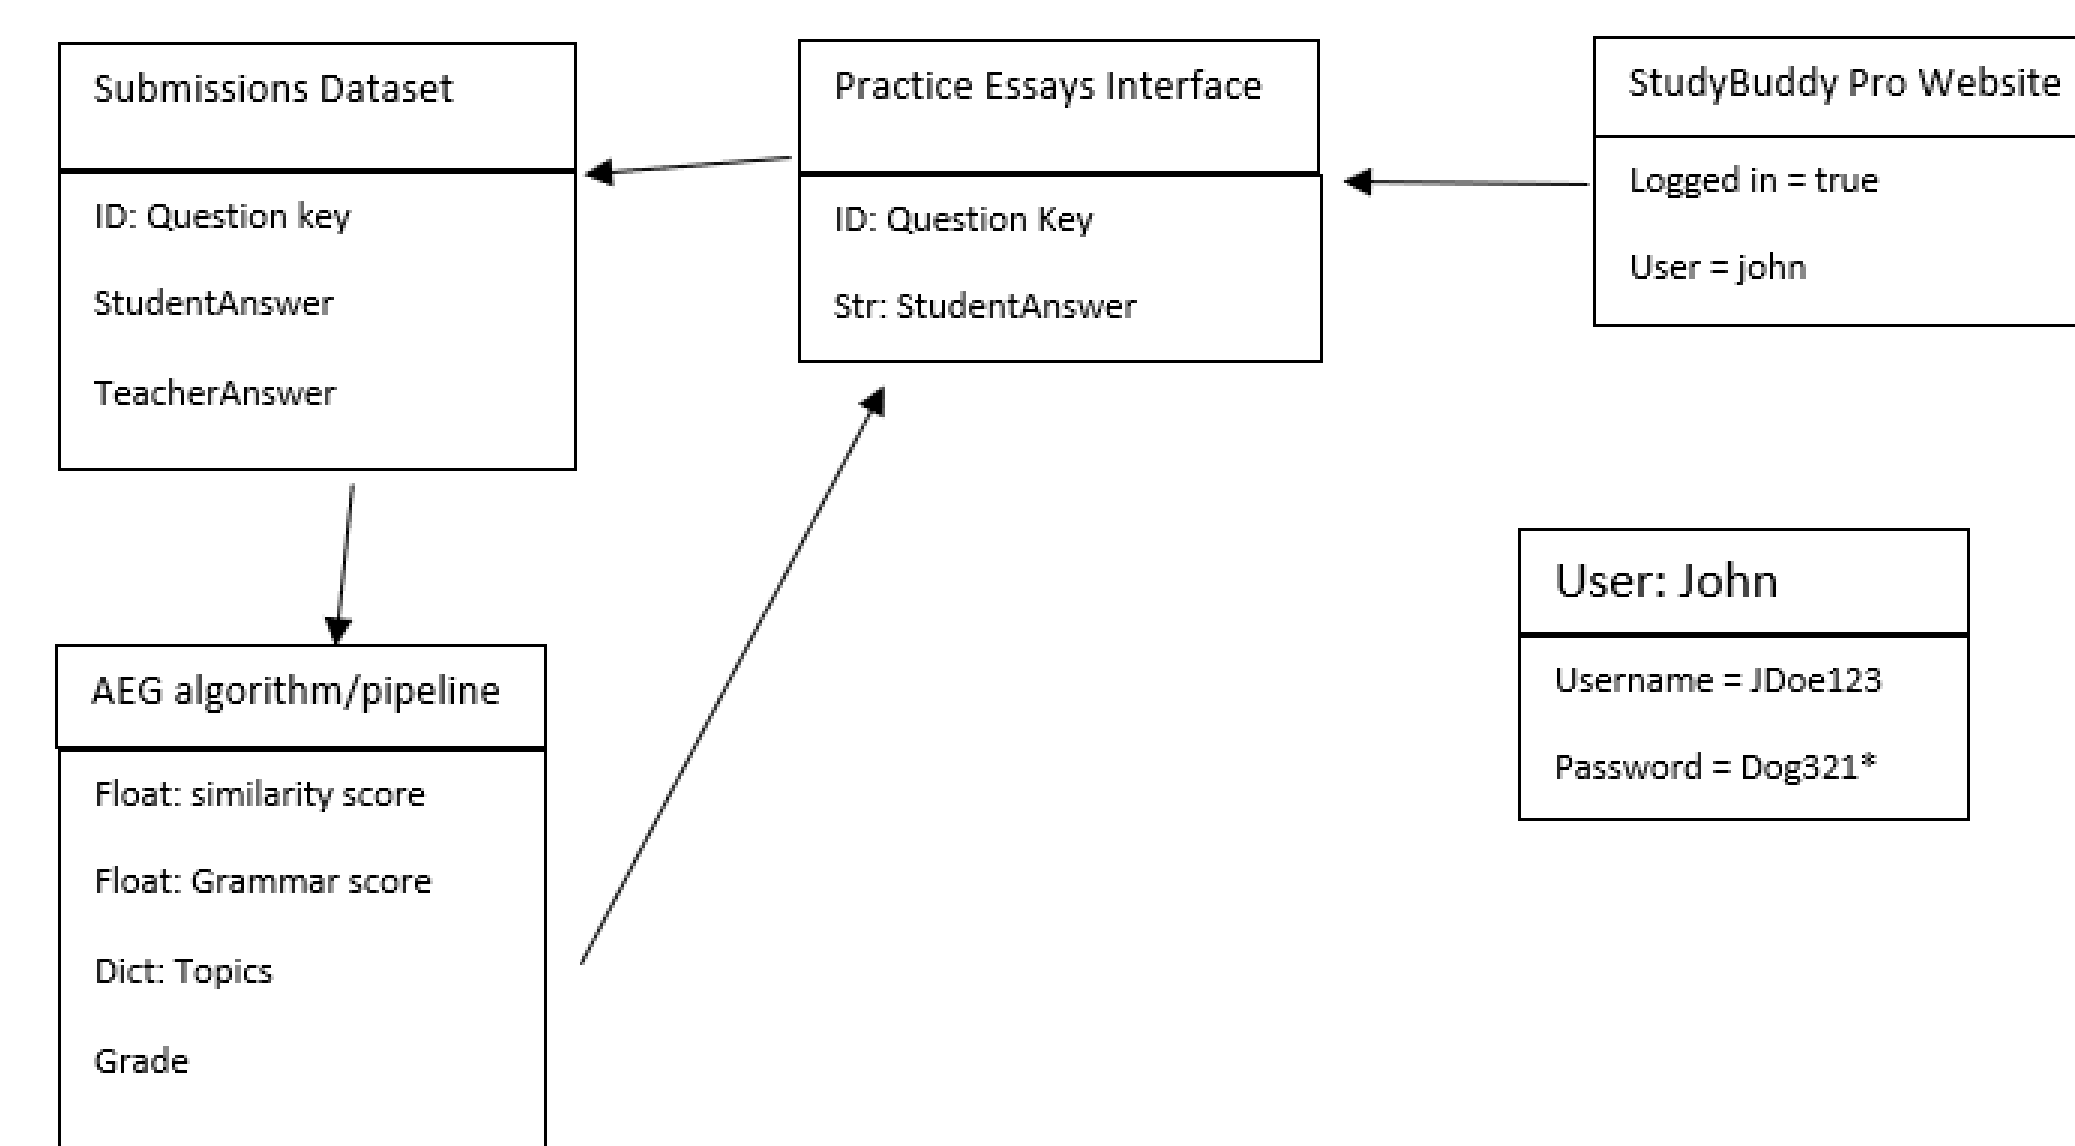 Submissions Dataset
ID: Question key
StudentAnswer
TeacherAnswer
Practice Essays Interface
ID: Question Key
Str: StudentAnswer
StudyBuddy Pro Website
Logged in = true
User = john
AEG algorithm/pipeline
Float: similarity score
Float: Grammar score
Dict: Topics
Grade
User: John
Username = JDoe123
Password = Dog321*